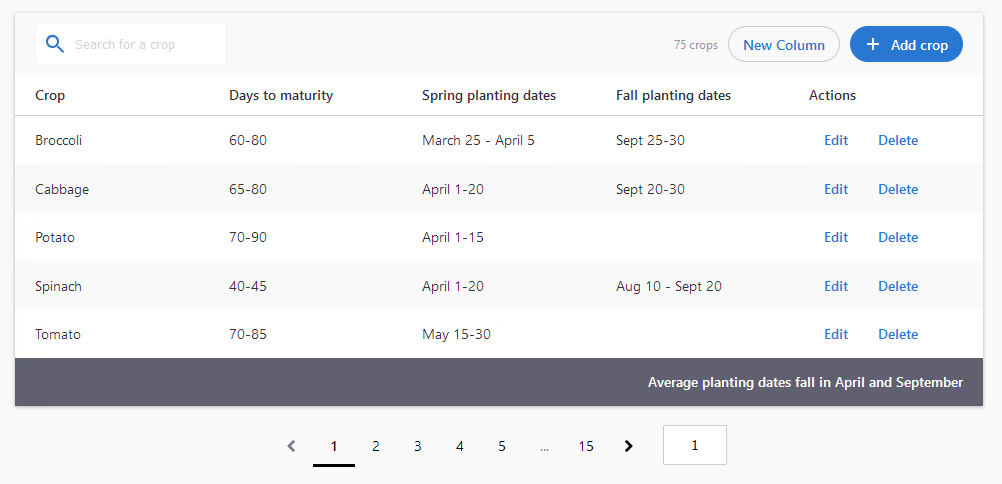 Search for a crop 75 crops New Column + Add crop
Crop Days to maturity Spring planting dates Fall planting dates Actions
Broccoli 60-80 March 25 - April 5 Sept 25-30 Edit Delete
Cabbage 65-80 April 1-20 Sept 20-30 Edit Delete
Potato 70-90 April 1-15 Edit Delete
Spinach 40-45 April 1-20 Aug 10 - Sept 20 Edit Delete
Tomato 70-85 May 15-30 Edit Delete
Average planting dates fall in April and September
1 2 3 4 5 ... 15 1